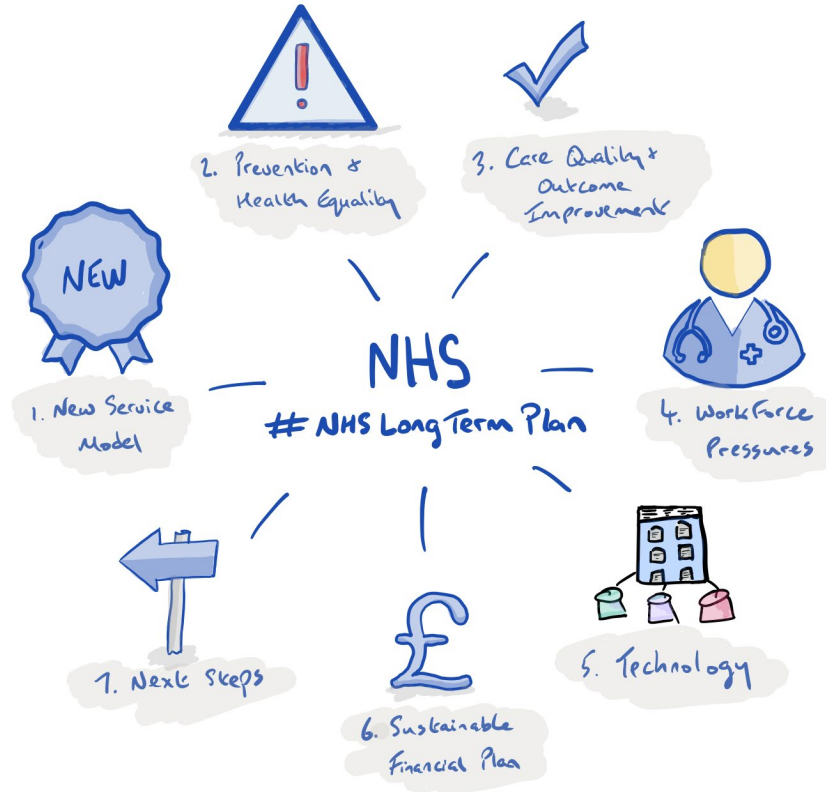 NHS
# NHS Long Term Plan
NEW
1. New Service
Model
2. Prevention &
Health Equality
!
3. Care Quality &
Outcome
Improvement
4. Workforce
Pressures
5. Technology
£
6. Sustainable
Financial Plan
7. Next Steps